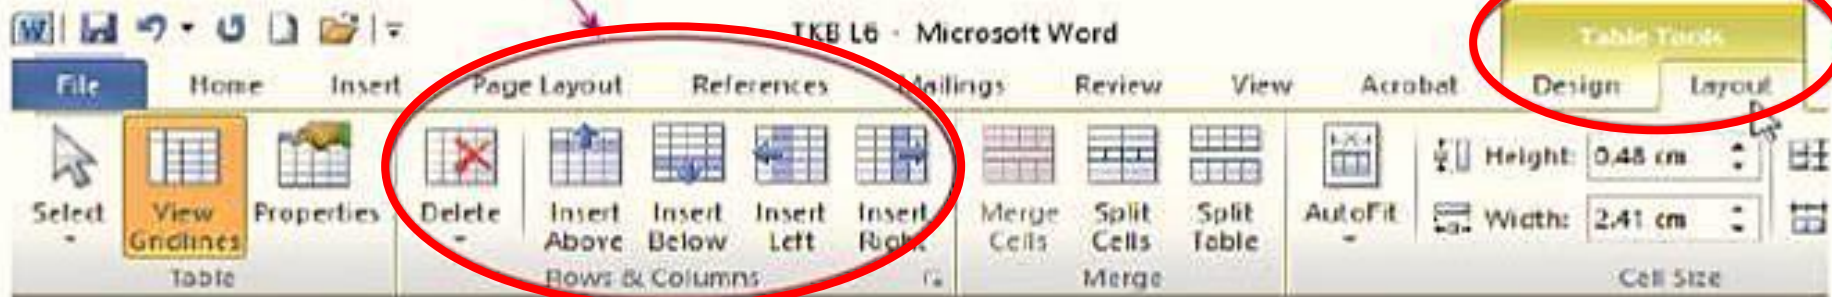 TKB L6 - Microsoft Word
Table Tools
File Home Insert Page Layout References Mailings Review View Acrobat Design Layout
Select
View Gridlines
Properties
Delete
Insert Above
Insert Below
Insert Left
Insert Right
Merge Cells
Split Cells
Split Table
AutoFit
Height: 0,48 cm
Width: 2,41 cm
Table Rows & Columns Merge Cell Size